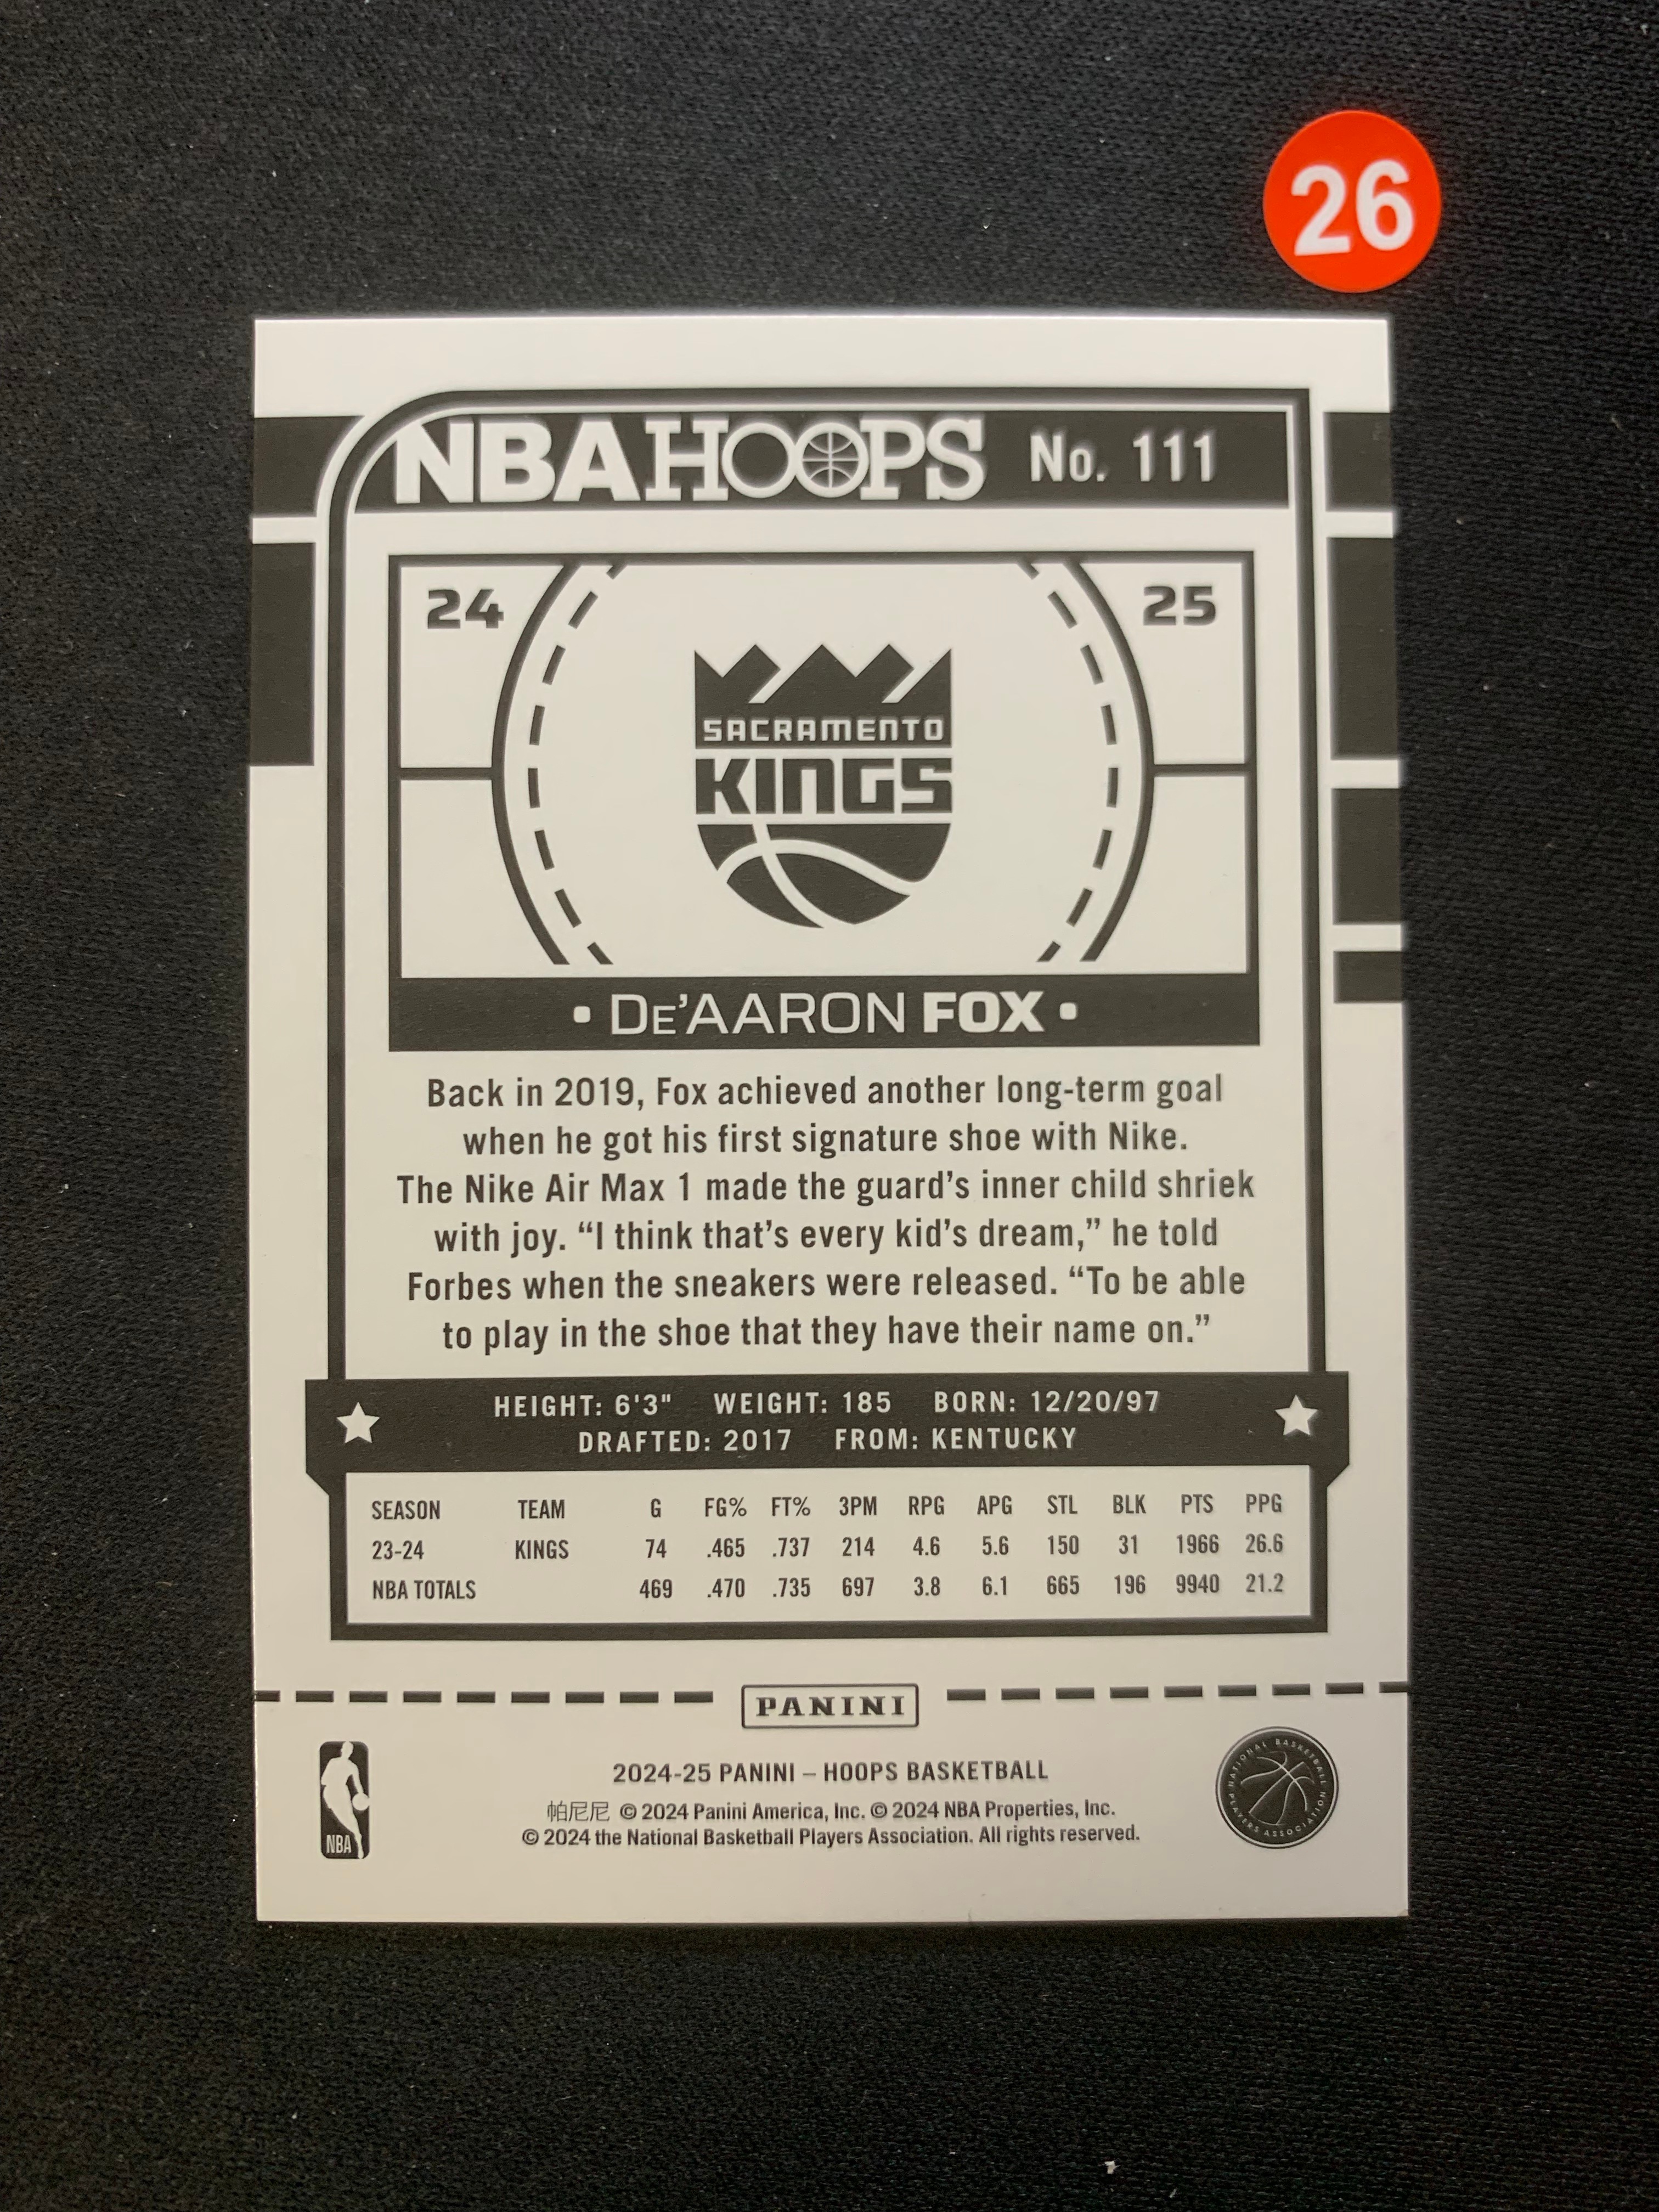 26
NBA HOOPS No. 111
24 25
SACRAMENTO
KINGS
• DE'AARON FOX •
Back in 2019, Fox achieved another long-term goal
when he got his first signature shoe with Nike.
The Nike Air Max 1 made the guard's inner child shriek
with joy. “I think that's every kid's dream,” he told
Forbes when the sneakers were released. “To be able
to play in the shoe that they have their name on.”
HEIGHT: 6'3" WEIGHT: 185 BORN: 12/20/97
DRAFTED: 2017 FROM: KENTUCKY
SEASON TEAM G FG% FT% 3PM RPG APG STL BLK PTS PPG
23-24 KINGS 74 .465 .737 214 4.6 5.6 150 31 1966 26.6
NBA TOTALS 469 .470 .735 697 3.8 6.1 665 196 9940 21.2
PANINI
2024-25 PANINI – HOOPS BASKETBALL
帕尼尼 © 2024 Panini America, Inc. © 2024 NBA Properties, Inc.
© 2024 the National Basketball Players Association. All rights reserved.
NBA
NATIONAL BASKETBALL PLAYERS ASSOCIATION